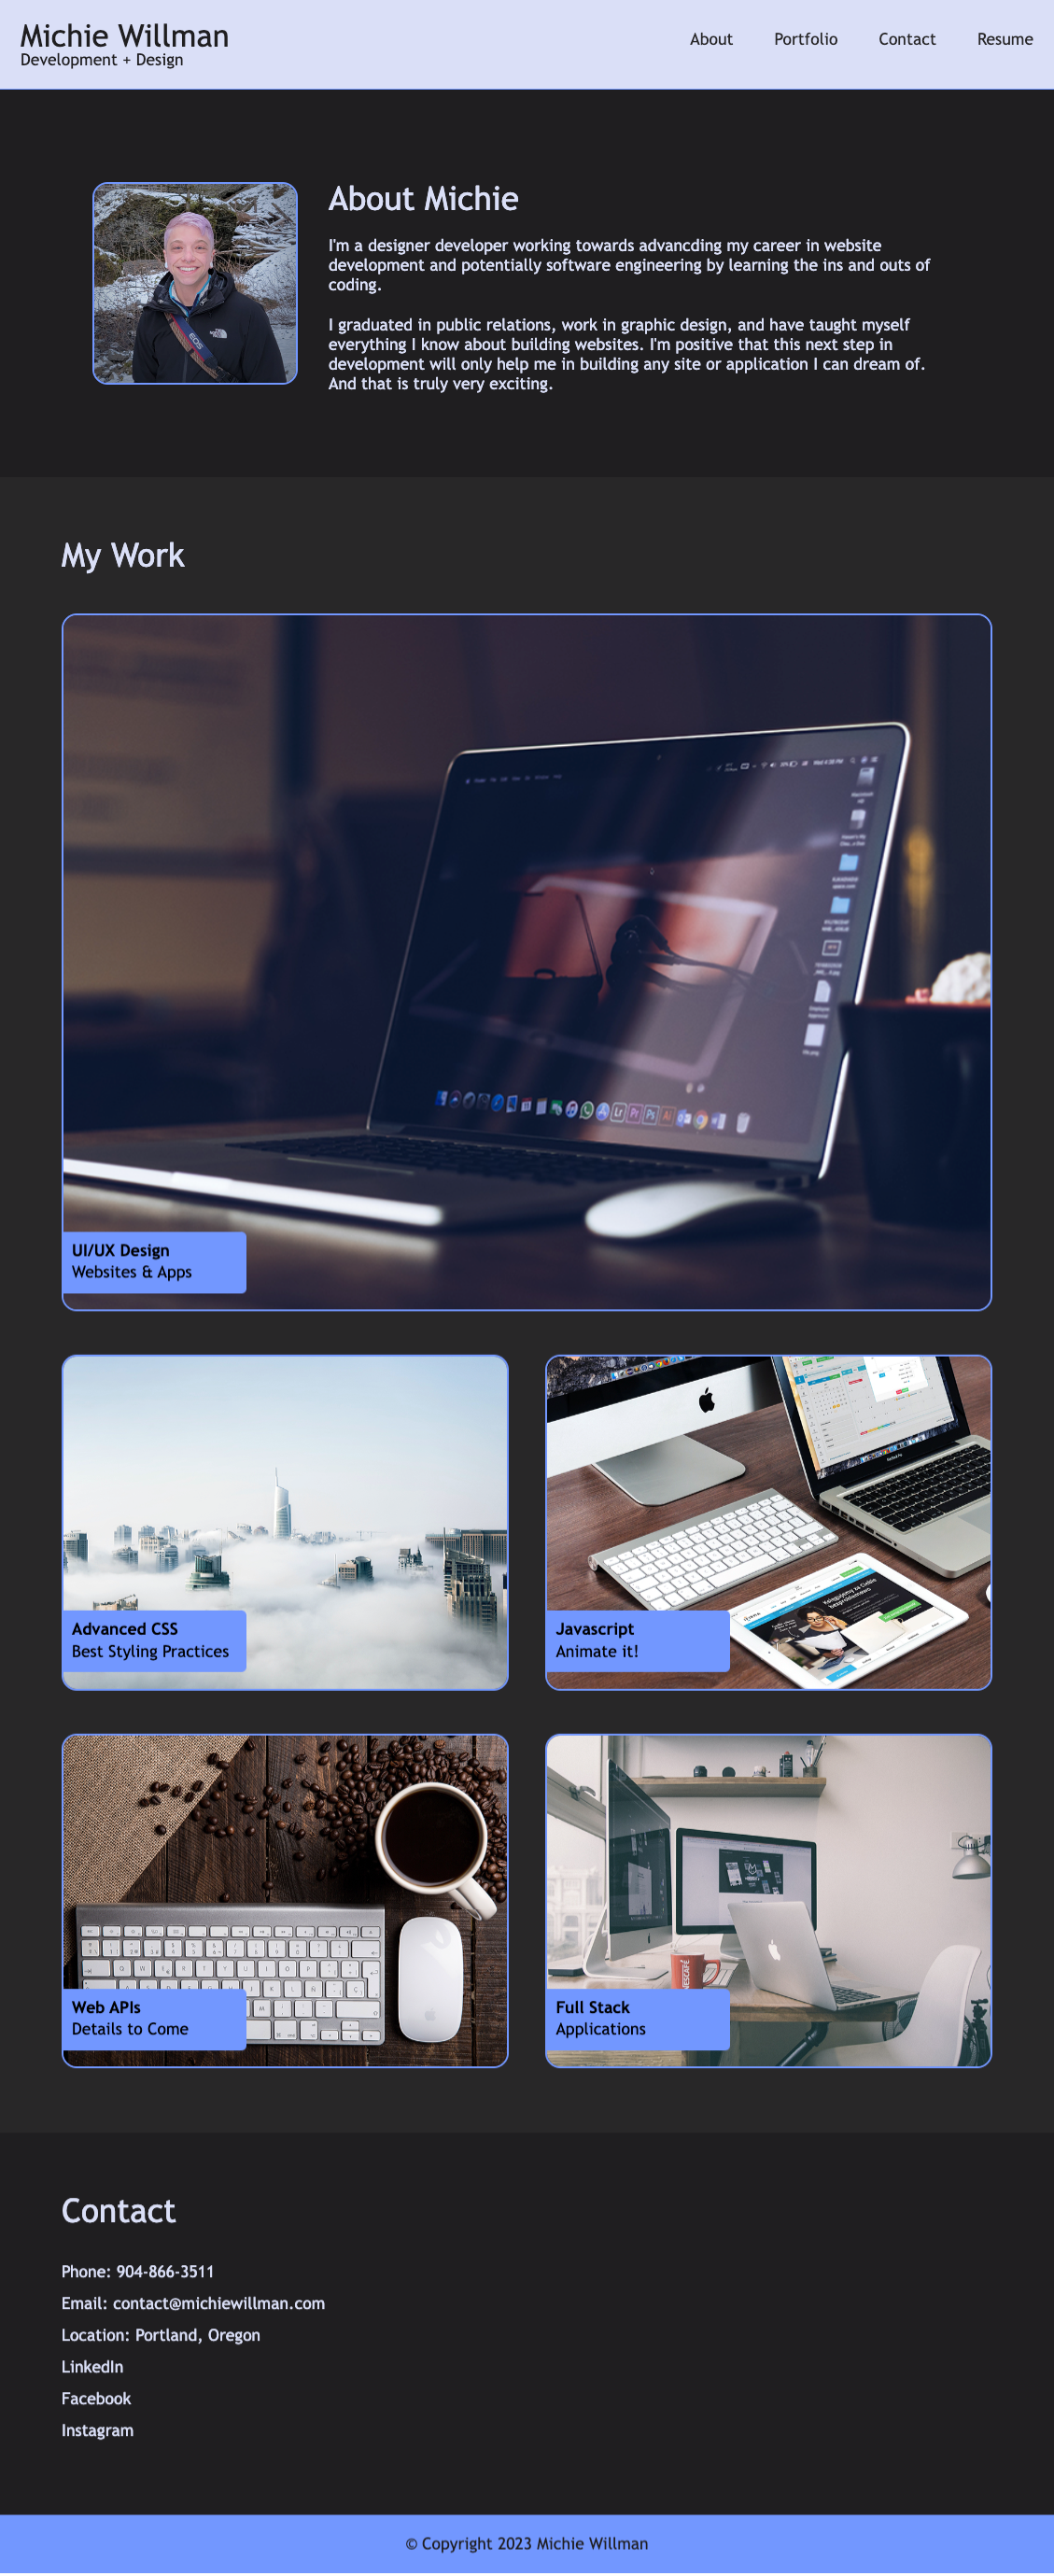 Michie Willman
Development + Design
About
Portfolio
Contact
Resume
About Michie
I'm a designer developer working towards advancding my career in website
development and potentially software engineering by learning the ins and outs of
coding.
I graduated in public relations, work in graphic design, and have taught myself
everything I know about building websites. I'm positive that this next step in
development will only help me in building any site or application I can dream of.
And that is truly very exciting.
EOS
My Work
Lr Pr Ps Ai
UI/UX Design
Websites & Apps
Advanced CSS
Best Styling Practices
Javascript
Animate it!
Web APIs
Details to Come
NESCAFE
Full Stack
Applications
Contact
Phone: 904-866-3511
Email: contact@michiewillman.com
Location: Portland, Oregon
LinkedIn
Facebook
Instagram
© Copyright 2023 Michie Willman